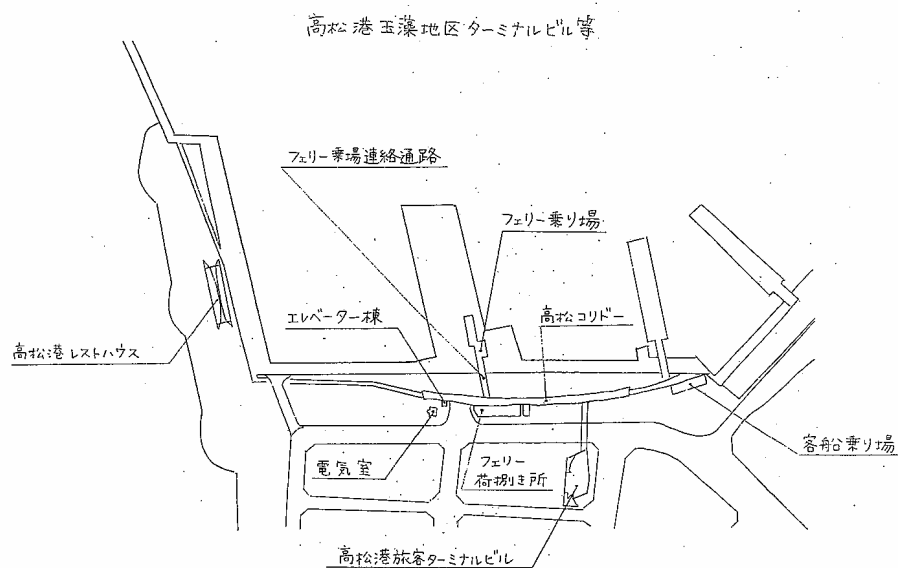 高松港玉藻地区ターミナルビル等
フェリー乗場連絡通路
フェリー乗り場
エレベーター棟
高松コリドー
高松港レストハウス
客船乗り場
電気室
フェリー
荷捌き所
高松港旅客ターミナルビル